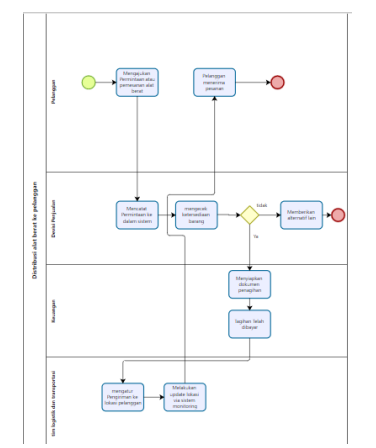 Distribusi alat berat ke pelanggan
Pelanggan
Mengajukan
Permintaan atau
pemesanan alat
berat
Pelanggan
menerima
pesanan
Devisi Penjualan
Mencatat
Permintaan ke
dalam sistem
mengecek
ketersediaan
barang
tidak
Memberikan
alternatif lain
Ya
Keuangan
Menyiapkan
dokumen
penagihan
tagihan telah
dibayar
tim logistik dan transportasi
mengatur
Pengiriman ke
lokasi pelanggan
Melakukan
update lokasi
via sistem
monitoring